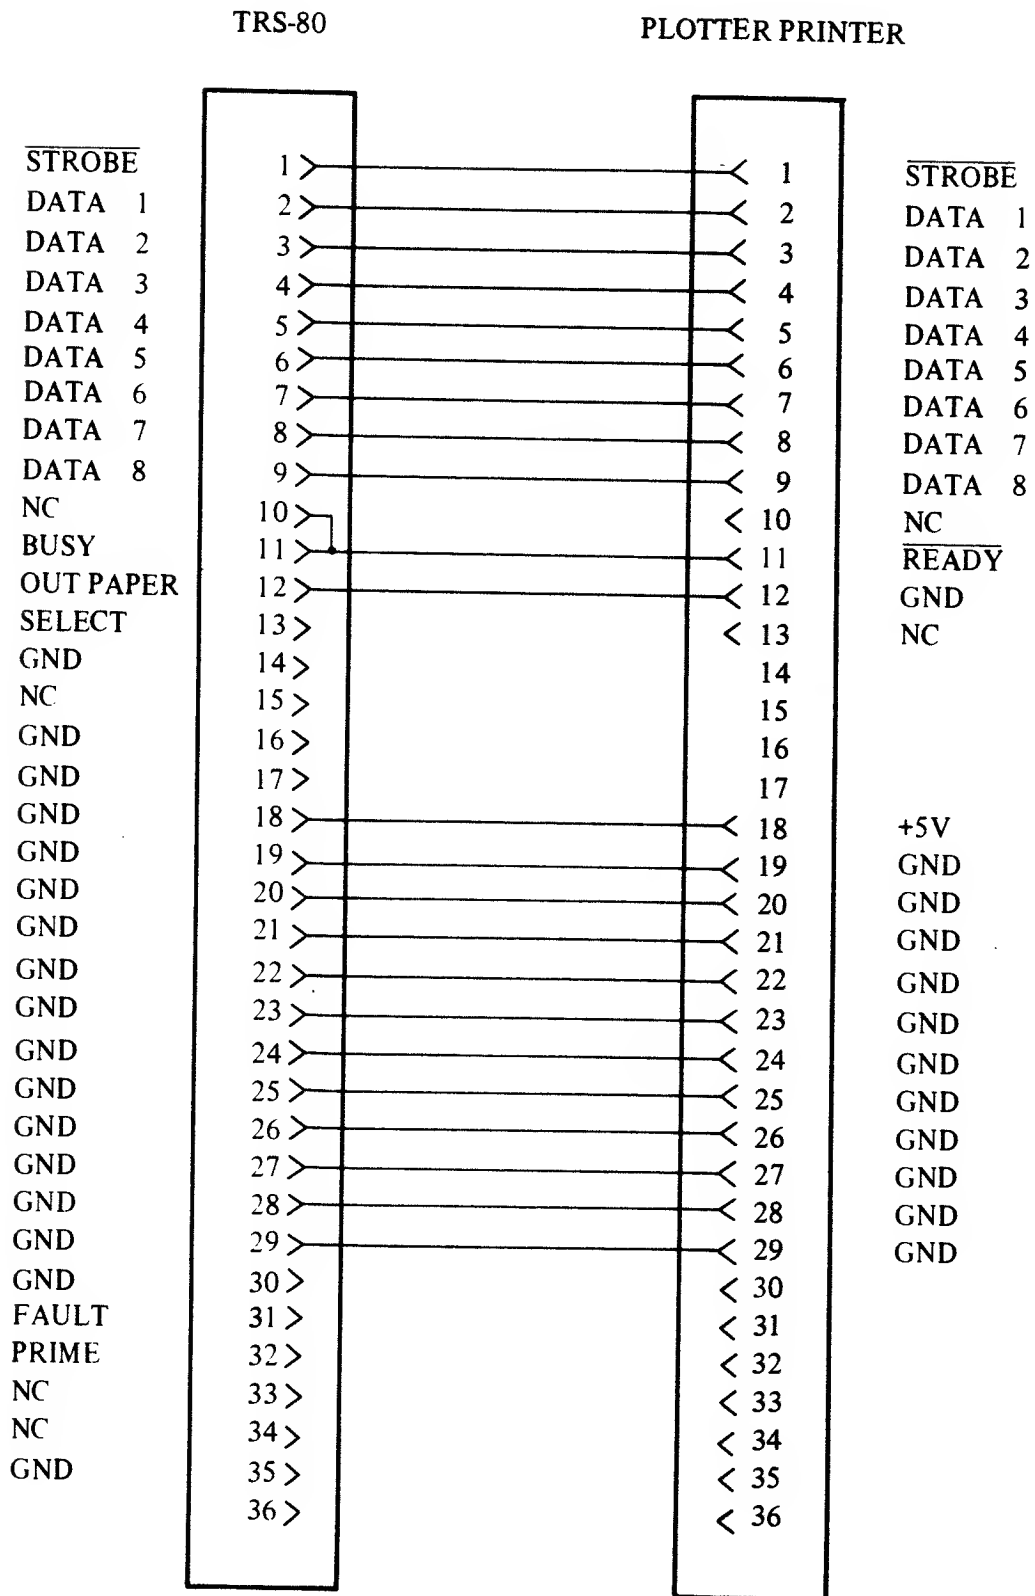 TRS-80 PLOTTER PRINTER
STROBE 1 1 STROBE
DATA 1 2 2 DATA 1
DATA 2 3 3 DATA 2
DATA 3 4 4 DATA 3
DATA 4 5 5 DATA 4
DATA 5 6 6 DATA 5
DATA 6 7 7 DATA 6
DATA 7 8 8 DATA 7
DATA 8 9 9 DATA 8
NC 10 10 NC
BUSY 11 11 READY
OUT PAPER 12 12 GND
SELECT 13 13 NC
GND 14 14
NC 15 15
GND 16 16
GND 17 17
GND 18 18 +5V
GND 19 19 GND
GND 20 20 GND
GND 21 21 GND
GND 22 22 GND
GND 23 23 GND
GND 24 24 GND
GND 25 25 GND
GND 26 26 GND
GND 27 27 GND
GND 28 28 GND
GND 29 29 GND
GND 30 30
FAULT 31 31
PRIME 32 32
NC 33 33
NC 34 34
GND 35 35
36 36